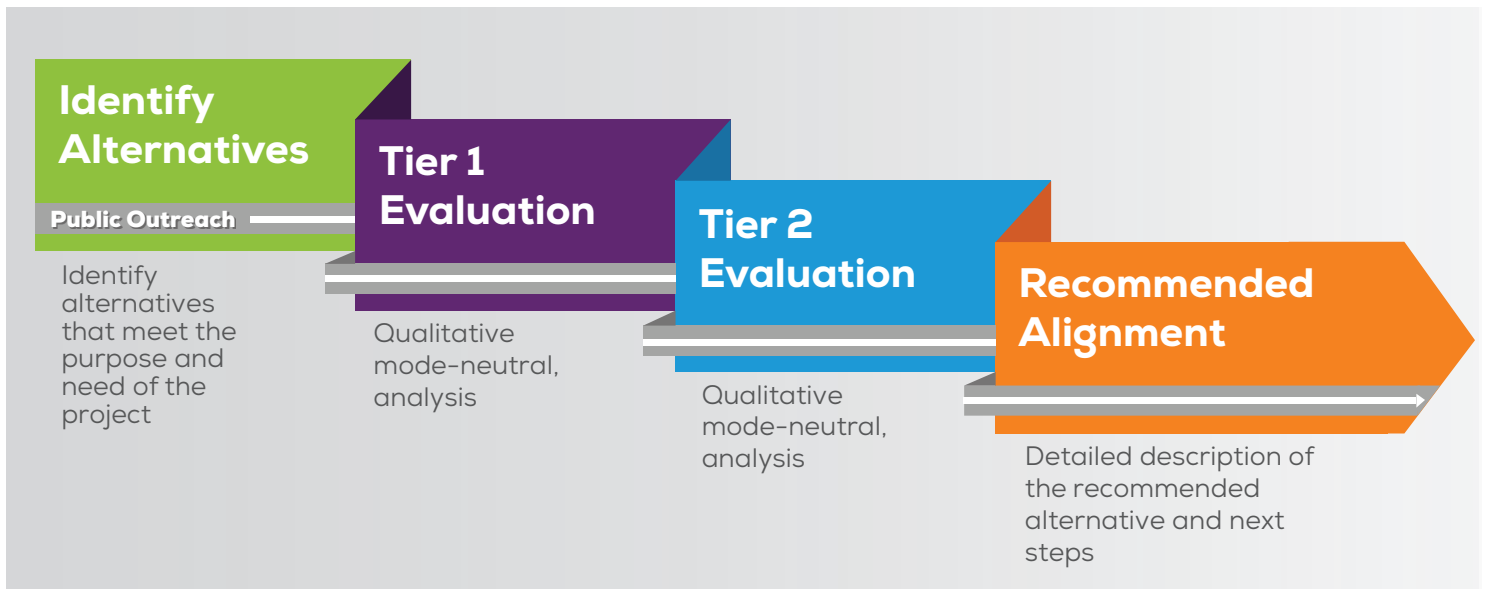 Identify
Alternatives
Public Outreach
Identify
alternatives
that meet the
purpose and
need of the
project
Tier 1
Evaluation
Qualitative
mode-neutral,
analysis
Tier 2
Evaluation
Qualitative
mode-neutral,
analysis
Recommended
Alignment
Detailed description of
the recommended
alternative and next
steps